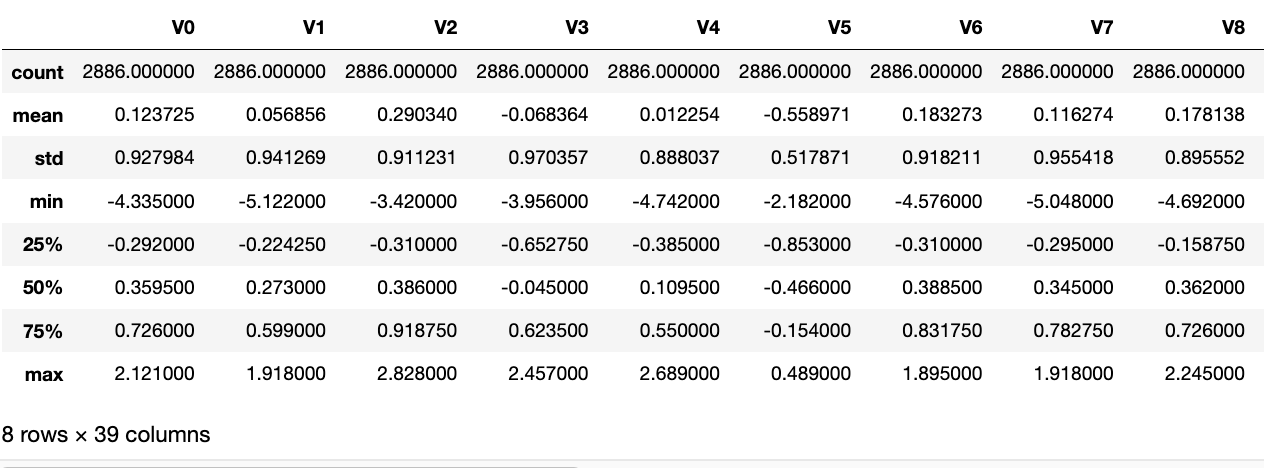 V0 V1 V2 V3 V4 V5 V6 V7 V8
count 2886.000000 2886.000000 2886.000000 2886.000000 2886.000000 2886.000000 2886.000000 2886.000000 2886.000000
mean 0.123725 0.056856 0.290340 -0.068364 0.012254 -0.558971 0.183273 0.116274 0.178138
std 0.927984 0.941269 0.911231 0.970357 0.888037 0.517871 0.918211 0.955418 0.895552
min -4.335000 -5.122000 -3.420000 -3.956000 -4.742000 -2.182000 -4.576000 -5.048000 -4.692000
25% -0.292000 -0.224250 -0.310000 -0.652750 -0.385000 -0.853000 -0.310000 -0.295000 -0.158750
50% 0.359500 0.273000 0.386000 -0.045000 0.109500 -0.466000 0.388500 0.345000 0.362000
75% 0.726000 0.599000 0.918750 0.623500 0.550000 -0.154000 0.831750 0.782750 0.726000
max 2.121000 1.918000 2.828000 2.457000 2.689000 0.489000 1.895000 1.918000 2.245000
8 rows × 39 columns